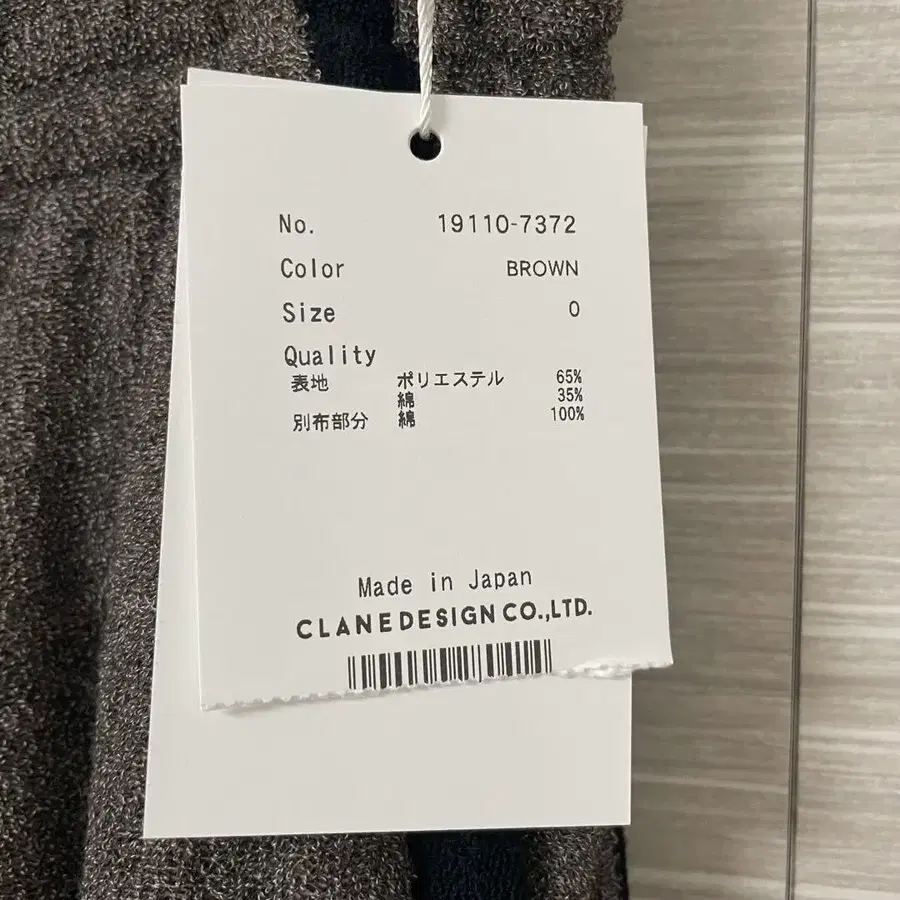 No. 19110-7372
Color BROWN
Size 0
Quality
表地 ポリエステル 65%
綿 35%
別布部分 綿 100%
Made in Japan
CLANE DESIGN CO.,LTD.